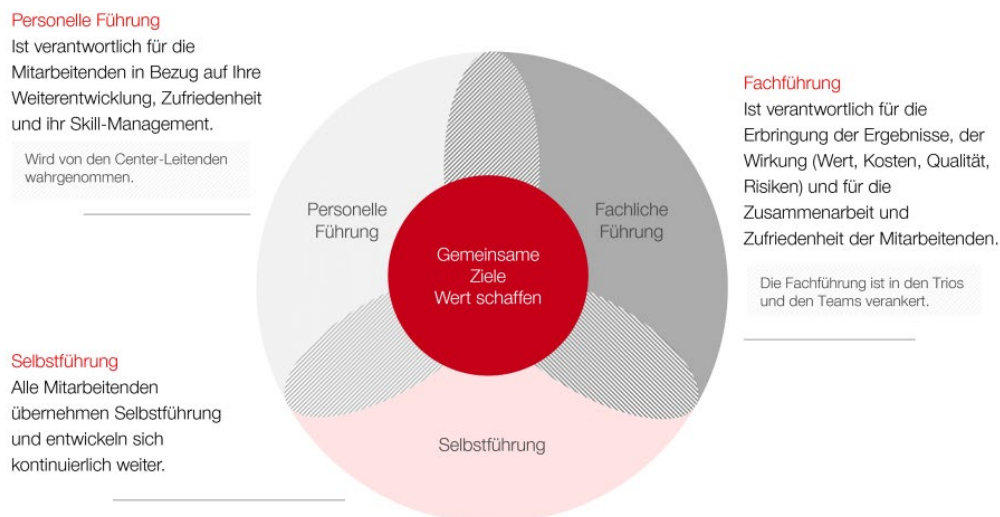 Personelle Führung
Ist verantwortlich für die
Mitarbeitenden in Bezug auf Ihre
Weiterentwicklung, Zufriedenheit
und ihr Skill-Management.
Wird von den Center-Leitenden
wahrgenommen.
Personelle
Führung
Fachliche
Führung
Gemeinsame
Ziele
Wert schaffen
Fachführung
Ist verantwortlich für die
Erbringung der Ergebnisse, der
Wirkung (Wert, Kosten, Qualität,
Risiken) und für die
Zusammenarbeit und
Zufriedenheit der Mitarbeitenden.
Die Fachführung ist in den Trios
und den Teams verankert.
Selbstführung
Alle Mitarbeitenden
übernehmen Selbstführung
und entwickeln sich
kontinuierlich weiter.
Selbstführung